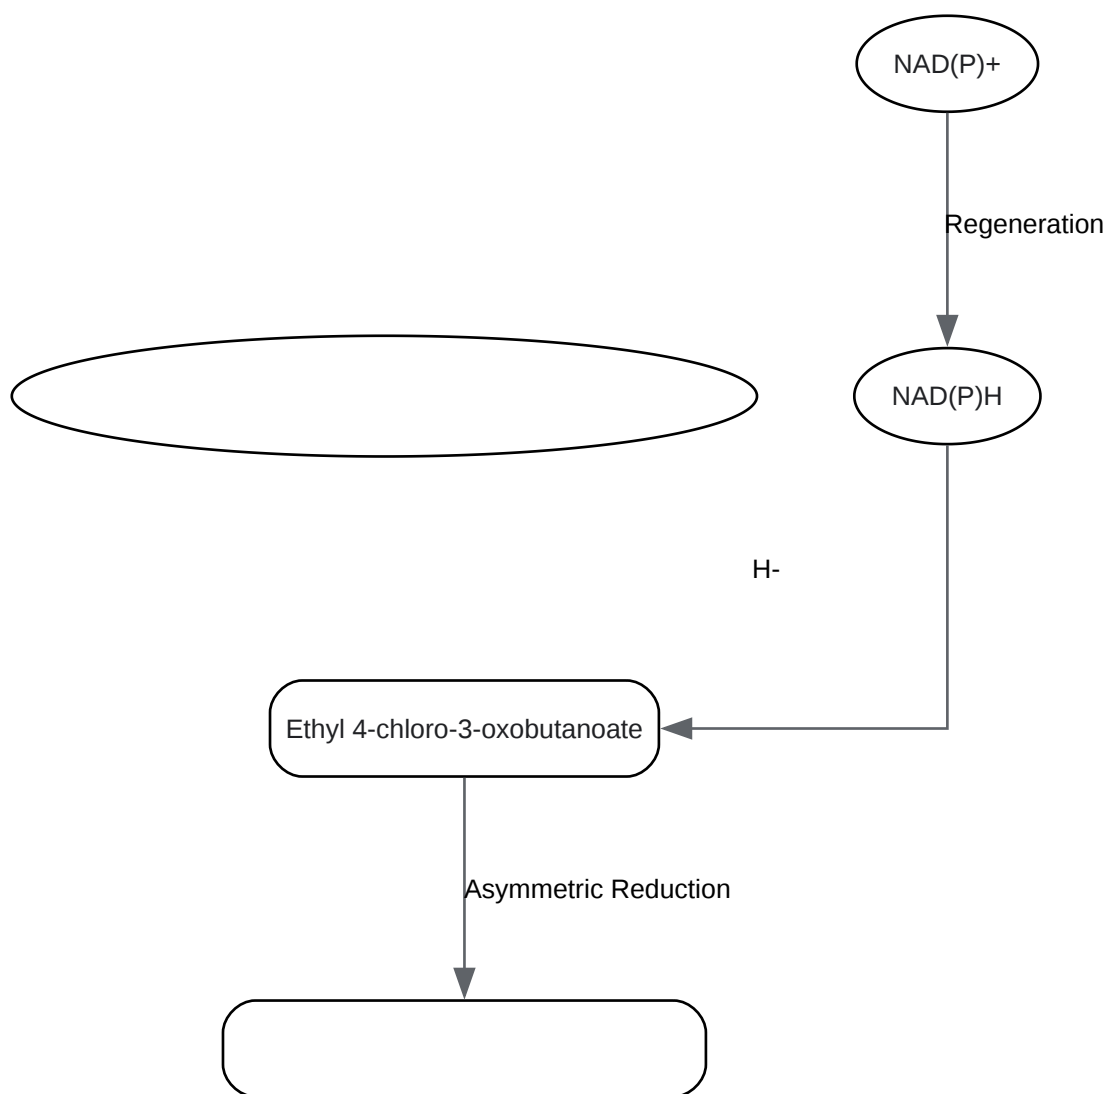 NAD(P)+
Regeneration
NAD(P)H
H-
Ethyl 4-chloro-3-oxobutanoate
Asymmetric Reduction